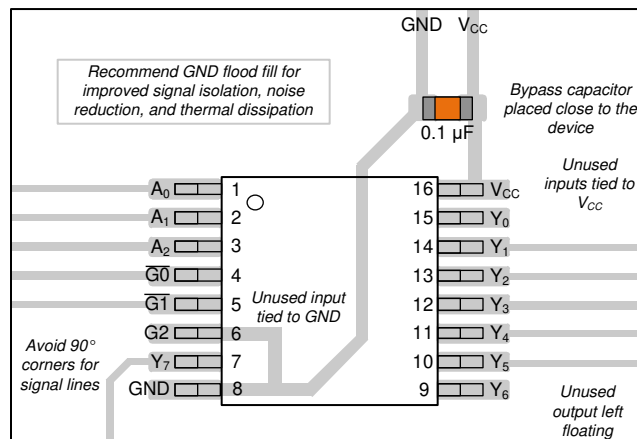 GND VCC
Recommend GND flood fill for
improved signal isolation, noise
reduction, and thermal dissipation
0.1 µF
Bypass capacitor
placed close to the
device
Unused
inputs tied to
VCC
A0 1 16 VCC
A1 2 15 Y0
A2 3 14 Y1
G0 4 13 Y2
G1 5 12 Y3
G2 6 11 Y4
Y7 7 10 Y5
GND 8 9 Y6
Unused input
tied to GND
Avoid 90°
corners for
signal lines
Unused
output left
floating